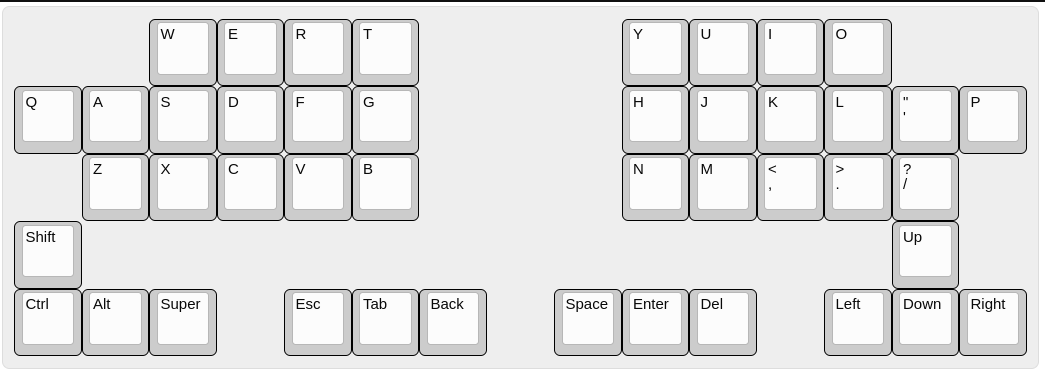 W E R T Y U I O
Q A S D F G H J K L " P
'
Z X C V B N M < > ?
, . /
Shift Up
Ctrl Alt Super Esc Tab Back Space Enter Del Left Down Right